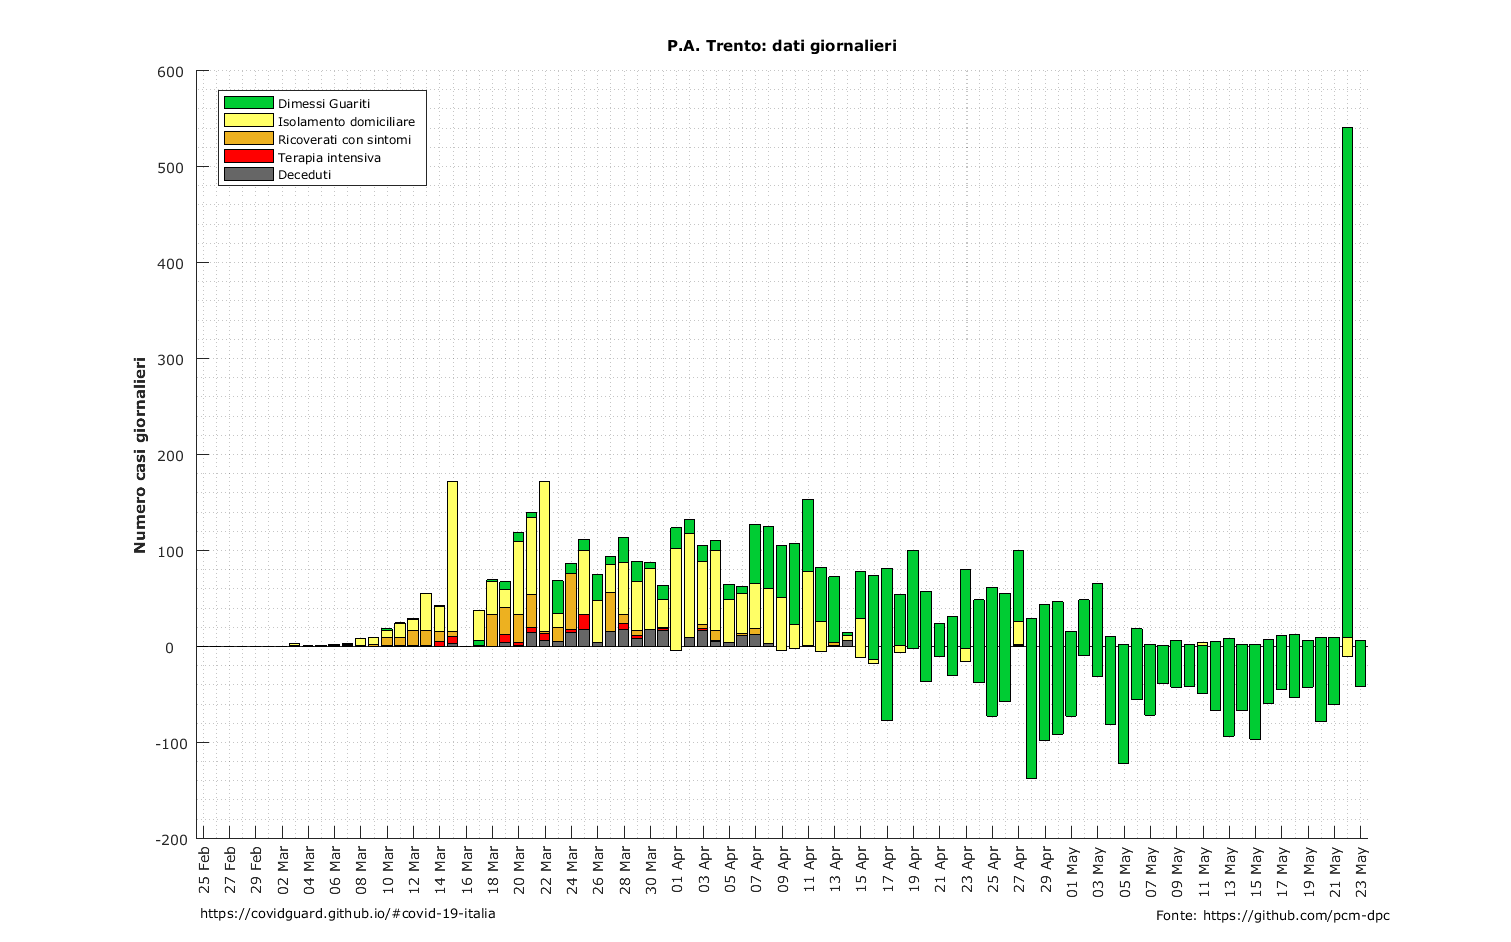 P.A. Trento: dati giornalieri
Numero casi giornalieri
600
500
400
300
200
100
0
-100
-200
Dimessi Guariti
Isolamento domiciliare
Ricoverati con sintomi
Terapia intensiva
Deceduti
25 Feb
27 Feb
29 Feb
02 Mar
04 Mar
06 Mar
08 Mar
10 Mar
12 Mar
14 Mar
16 Mar
18 Mar
20 Mar
22 Mar
24 Mar
26 Mar
28 Mar
30 Mar
01 Apr
03 Apr
05 Apr
07 Apr
09 Apr
11 Apr
13 Apr
15 Apr
17 Apr
19 Apr
21 Apr
23 Apr
25 Apr
27 Apr
29 Apr
01 May
03 May
05 May
07 May
09 May
11 May
13 May
15 May
17 May
19 May
21 May
23 May
https://covidguard.github.io/#covid-19-italia
Fonte: https://github.com/pcm-dpc